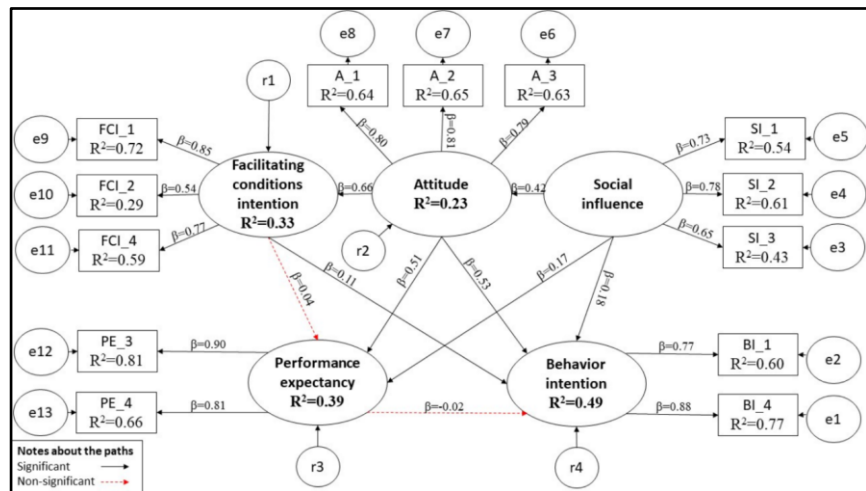 e8
e7
e6
r1
A_1
R²=0.64
A_2
R²=0.65
A_3
R²=0.63
e9
FCI_1
R²=0.72
β=0.85
β=0.80
β=0.81
β=0.79
β=0.73
SI_1
R²=0.54
e5
e10
FCI_2
R²=0.29
β=0.54
Facilitating
conditions
intention
R²=0.33
β=0.66
Attitude
R²=0.23
β=0.42
Social
influence
β=0.78
SI_2
R²=0.61
e4
e11
FCI_4
R²=0.59
β=0.77
r2
β=0.65
SI_3
R²=0.43
e3
β=0.04
β=0.11
β=0.51
β=0.53
β=0.17
β=0.18
e12
PE_3
R²=0.81
β=0.90
Performance
expectancy
R²=0.39
Behavior
intention
R²=0.49
β=0.77
BI_1
R²=0.60
e2
e13
PE_4
R²=0.66
β=0.81
β=-0.02
β=0.88
BI_4
R²=0.77
e1
r3
r4
Notes about the paths
Significant
Non-significant